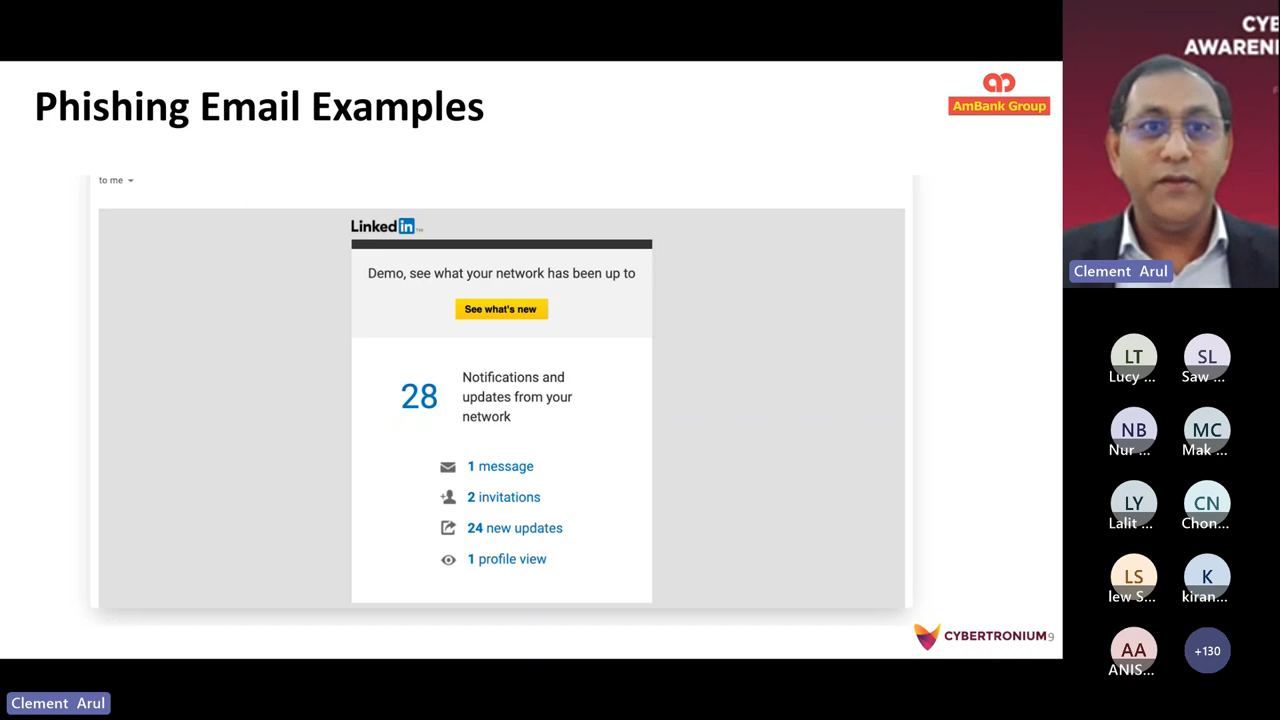 Phishing Email Examples
AmBank Group
to me
Linked in
Demo, see what your network has been up to
See what's new
28
Notifications and
updates from your
network
1 message
2 invitations
24 new updates
1 profile view
CYBERTRONIUM
9
CYB
AWAREN
Clement Arul
LT
Lucy ...
SL
Saw ...
NB
Nur ...
MC
Mak ...
LY
Lalit ...
CN
Chon...
LS
lew S...
K
kiran...
AA
ANIS...
+130
Clement Arul